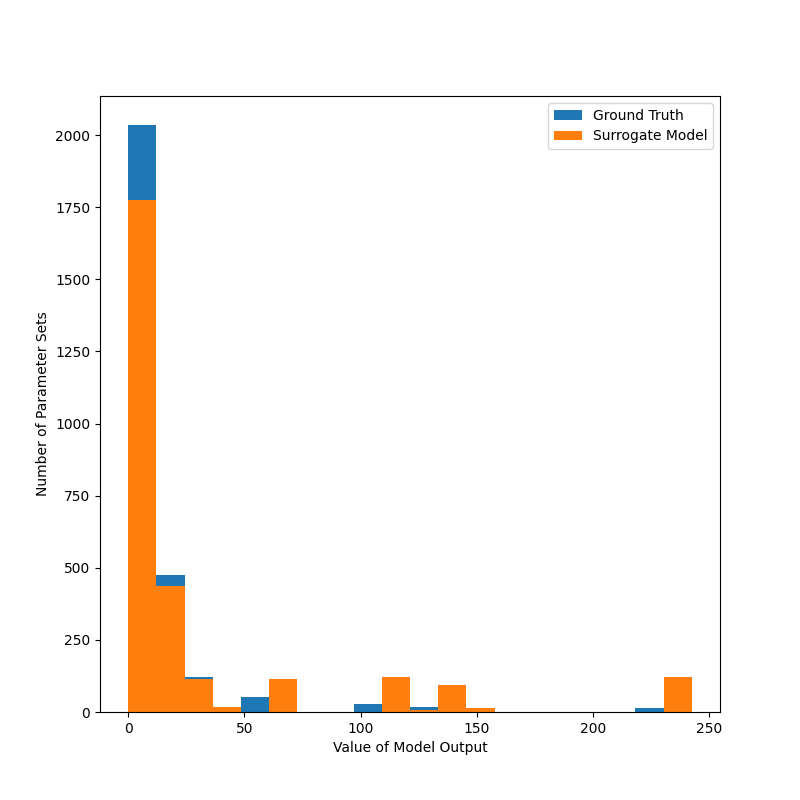 Ground Truth
Surrogate Model
2000
1750
1500
1250
1000
750
500
250
0
Number of Parameter Sets
0 50 100 150 200 250
Value of Model Output